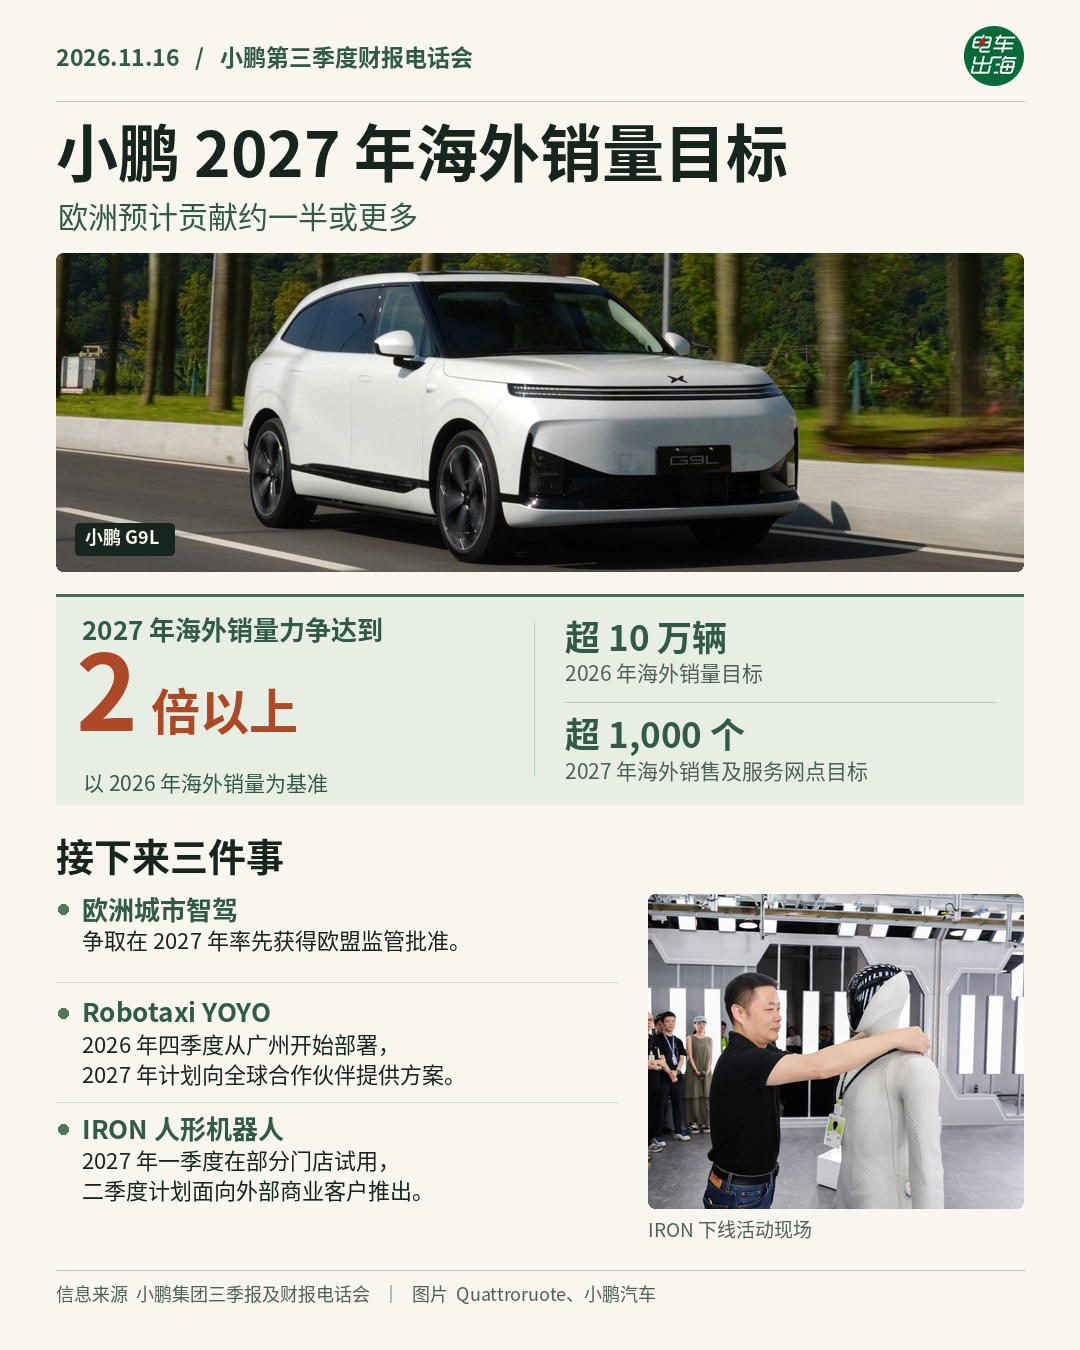 2026.11.16 / 小鹏第三季度财报电话会
电车
出海
小鹏 2027 年海外销量目标
欧洲预计贡献约一半或更多
G9L
小鹏 G9L
2027 年海外销量力争达到
2 倍以上
以 2026 年海外销量为基准
超 10 万辆
2026 年海外销量目标
超 1,000 个
2027 年海外销售及服务网点目标
接下来三件事
欧洲城市智驾
争取在 2027 年率先获得欧盟监管批准。
Robotaxi YOYO
2026 年四季度从广州开始部署，
2027 年计划向全球合作伙伴提供方案。
IRON 人形机器人
2027 年一季度在部分门店试用，
二季度计划面向外部商业客户推出。
IRON 下线活动现场
信息来源 小鹏集团三季报及财报电话会 | 图片 Quattroruote、小鹏汽车